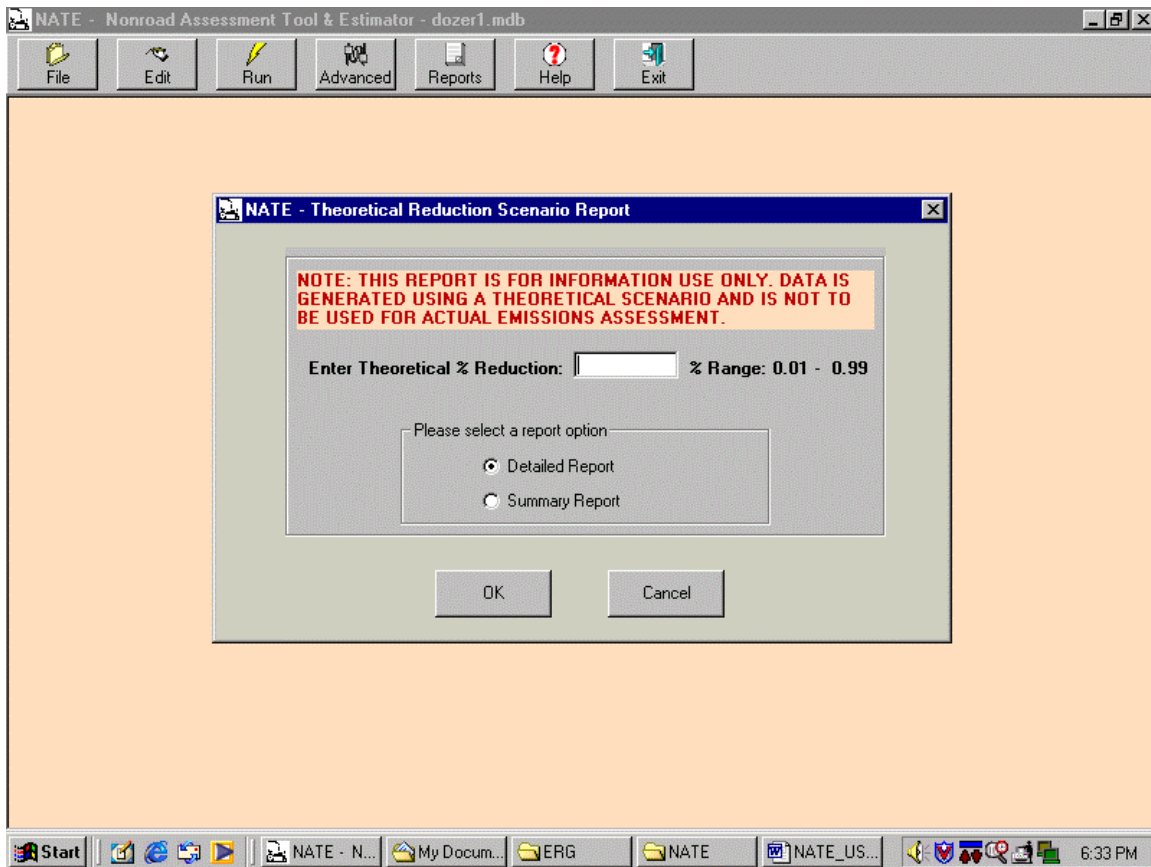 NATE - Nonroad Assessment Tool & Estimator - dozer1.mdb
File Edit Run Advanced Reports Help Exit
NATE - Theoretical Reduction Scenario Report
NOTE: THIS REPORT IS FOR INFORMATION USE ONLY. DATA IS
GENERATED USING A THEORETICAL SCENARIO AND IS NOT TO
BE USED FOR ACTUAL EMISSIONS ASSESSMENT.
Enter Theoretical % Reduction: % Range: 0.01 - 0.99
Please select a report option
Detailed Report
Summary Report
OK Cancel
Start NATE - N... My Docum... ERG NATE NATE_US... 6:33 PM